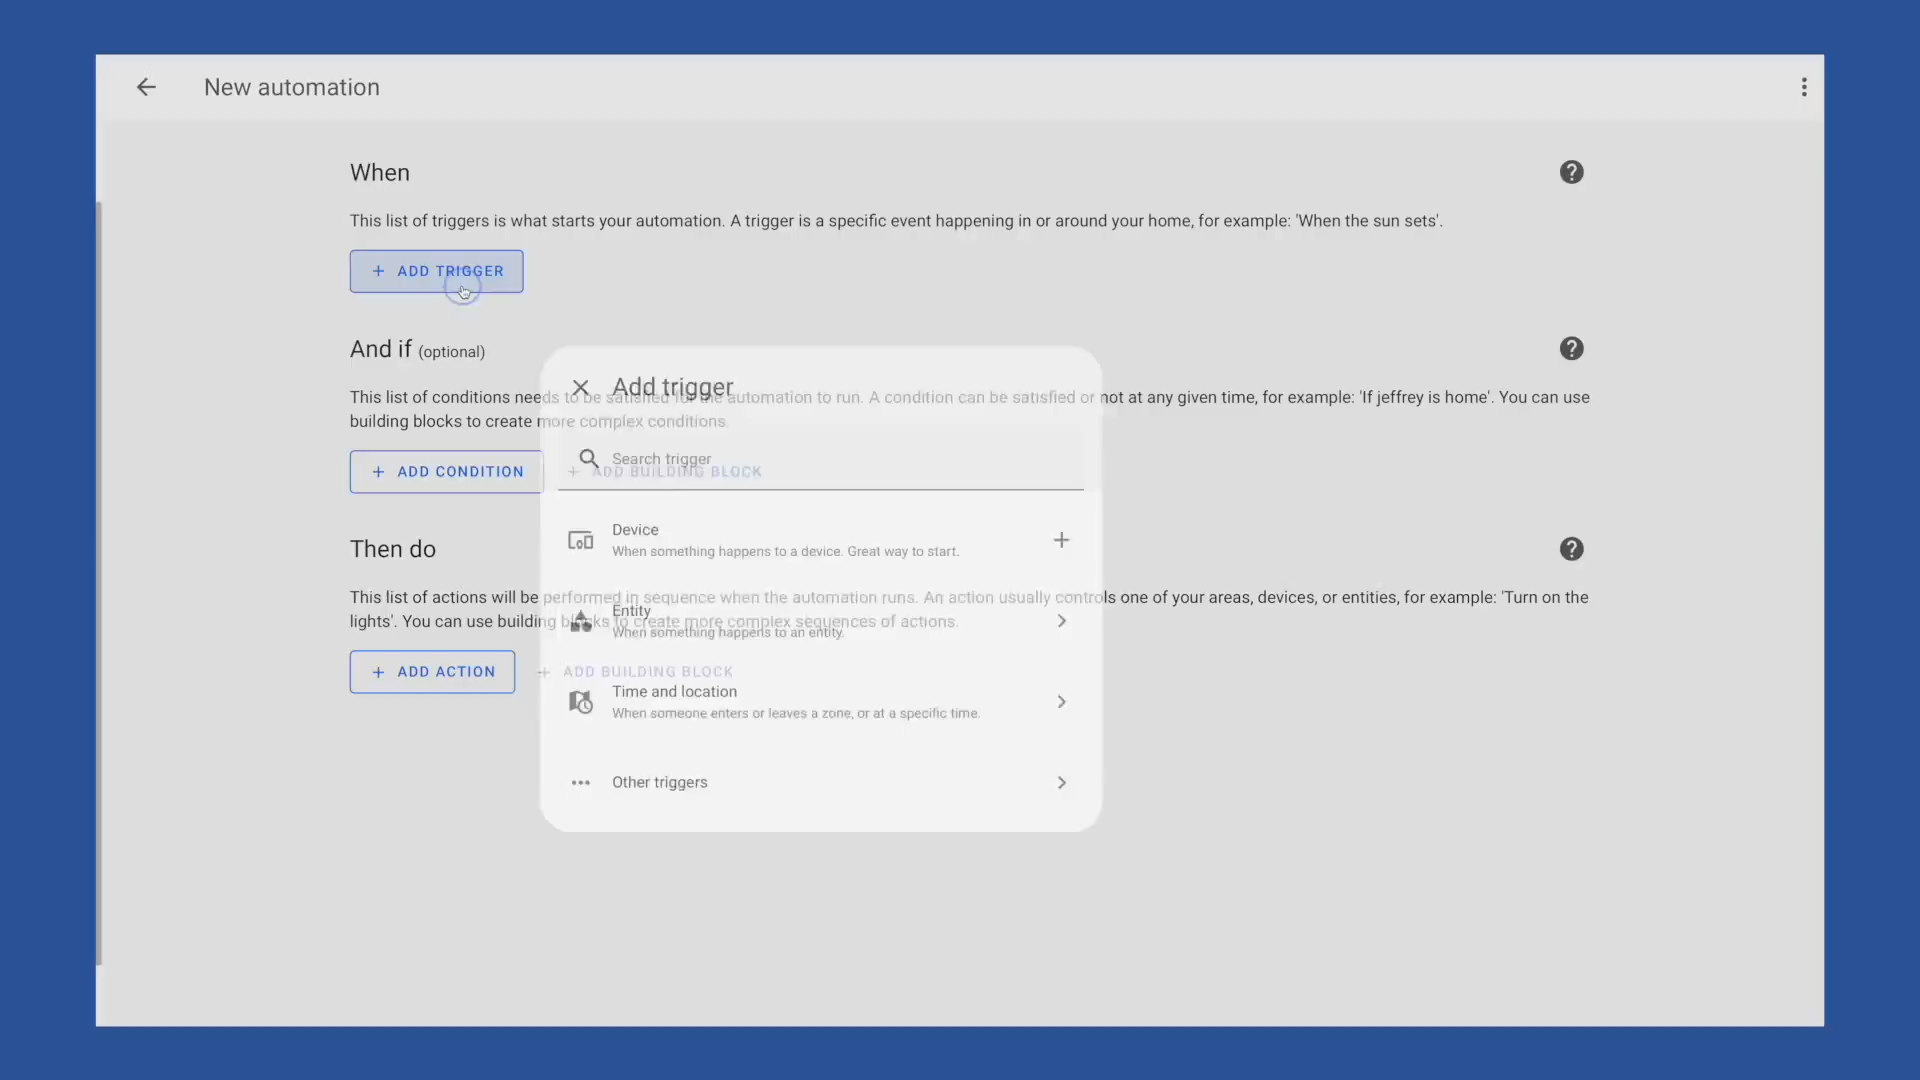 New automation
When
This list of triggers is what starts your automation. A trigger is a specific event happening in or around your home, for example: 'When the sun sets'.
+ ADD TRIGGER
And if (optional)
This list of conditions needs to be satisfied for the automation to run. A condition can be satisfied or not at any given time, for example: 'If jeffrey is home'. You can use
building blocks to create more complex conditions.
+ ADD CONDITION
+ ADD BUILDING BLOCK
Then do
This list of actions will be performed in sequence when the automation runs. An action usually controls one of your areas, devices, or entities, for example: 'Turn on the
lights'. You can use building blocks to create more complex sequences of actions.
+ ADD ACTION
+ ADD BUILDING BLOCK
Add trigger
Search trigger
Device
When something happens to a device. Great way to start.
Entity
When something happens to an entity.
Time and location
When someone enters or leaves a zone, or at a specific time.
Other triggers